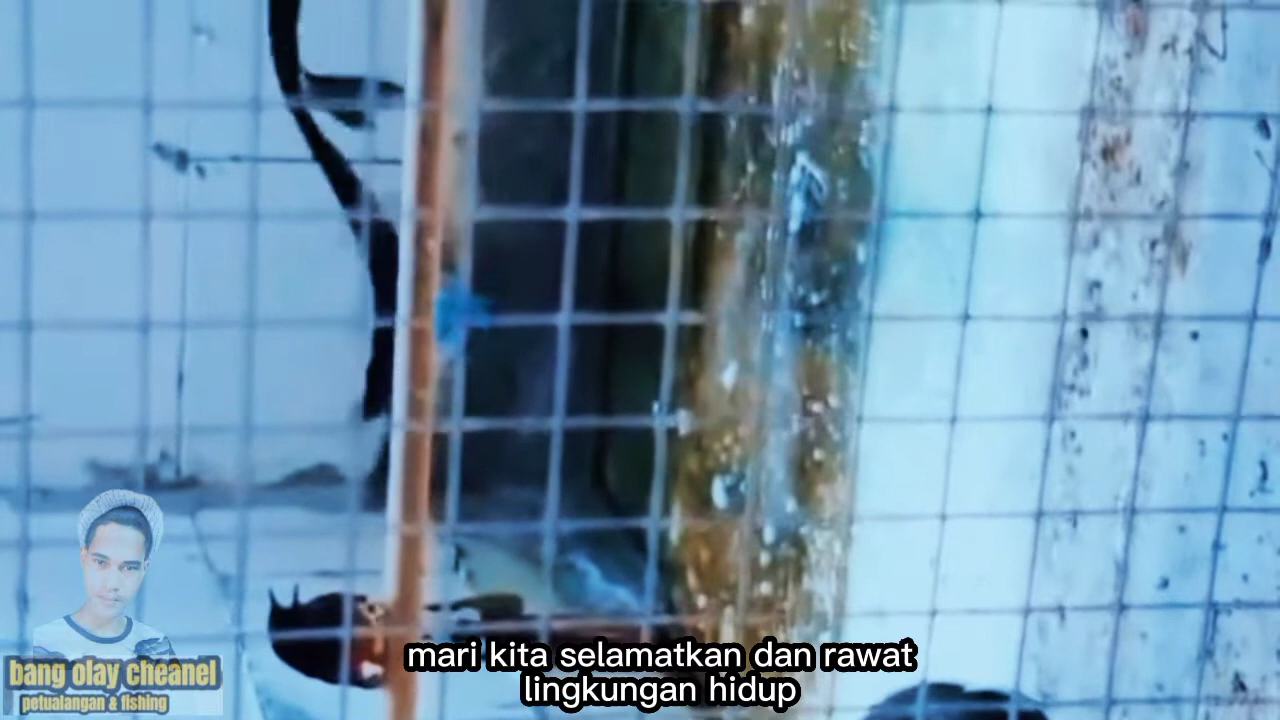 bang olay cheanel
petualangan & fishing
mari kita selamatkan dan rawat
lingkungan hidup